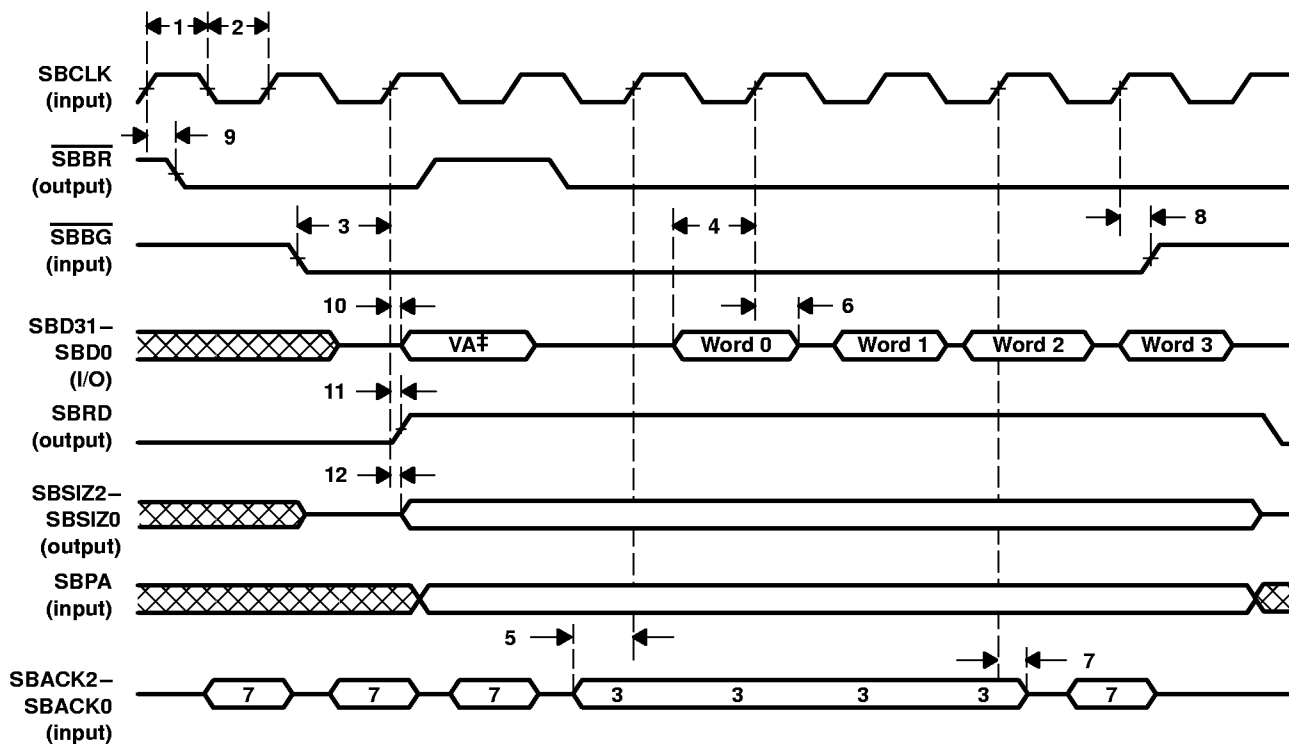 1 2
SBCLK
(input)
9
SBBR
(output)
SBBG
(input)
3 4 8
10 6
SBD31–
SBD0
(I/O)
VA‡ Word 0 Word 1 Word 2 Word 3
11
SBRD
(output)
12
SBSIZ2–
SBSIZ0
(output)
SBPA
(input)
5 7
SBACK2–
SBACK0
(input)
7 7 7 3 3 3 3 7